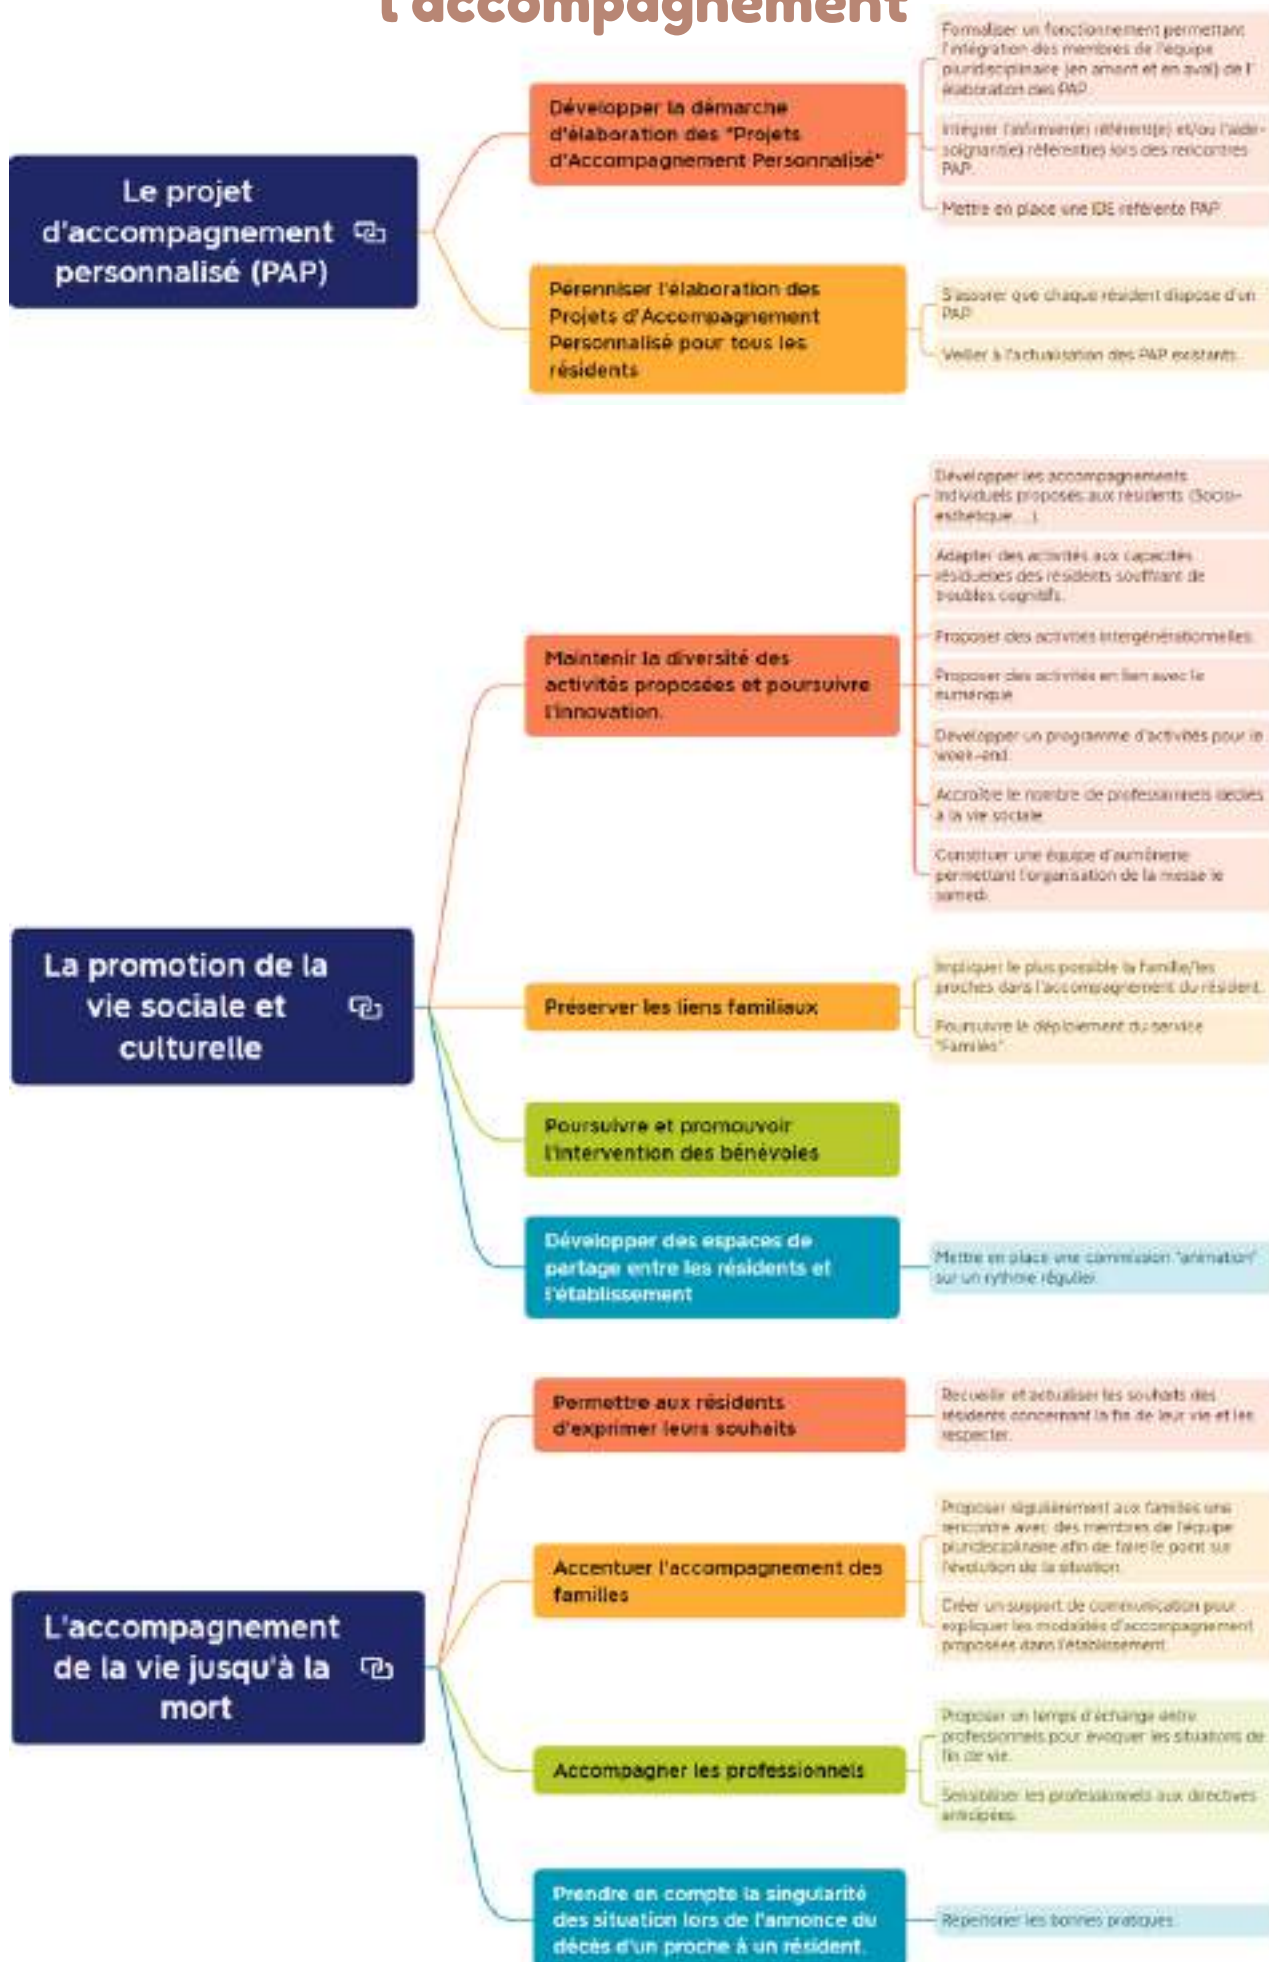 l'accompagnement
Le projet
d'accompagnement
personnalisé (PAP)
Développer la démarche
d'élaboration des "Projets
d'Accompagnement Personnalisé"
Formaliser un fonctionnement permettant
l'intégration des membres de l'équipe
pluridisciplinaire (en amont et en aval) de l'
élaboration des PAP.
Intégrer l'infirmier(e) référent(e) et/ou l'aide-
soignant(e) référent(e) lors des rencontres
PAP.
Mettre en place une IDE référente PAP
Pérenniser l'élaboration des
Projets d'Accompagnement
Personnalisé pour tous les
résidents
S'assurer que chaque résident dispose d'un
PAP
Veiller à l'actualisation des PAP existants.
La promotion de la
vie sociale et
culturelle
Maintenir la diversité des
activités proposées et poursuivre
l'innovation.
Développer les accompagnements
individuels proposés aux résidents (Socio-
esthétique, ...).
Adapter des activités aux capacités
résiduelles des résidents souffrant de
troubles cognitifs.
Proposer des activités intergénérationnelles.
Proposer des activités en lien avec le
numérique
Développer un programme d'activités pour le
week-end.
Accroître le nombre de professionnels dédiés
à la vie sociale
Constituer une équipe d'aumônerie
permettant l'organisation de la messe le
samedi.
Préserver les liens familiaux
Impliquer le plus possible la famille/les
proches dans l'accompagnement du résident.
Poursuivre le déploiement du service
"Familéo"
Poursuivre et promouvoir
l'intervention des bénévoles
Développer des espaces de
partage entre les résidents et
l'établissement
Mettre en place une commission "animation"
sur un rythme régulier.
L'accompagnement
de la vie jusqu'à la
mort
Permettre aux résidents
d'exprimer leurs souhaits
Recueillir et actualiser les souhaits des
résidents concernant la fin de leur vie et les
respecter.
Accentuer l'accompagnement des
familles
Proposer régulièrement aux familles une
rencontre avec des membres de l'équipe
pluridisciplinaire afin de faire le point sur
l'évolution de la situation.
Créer un support de communication pour
expliquer les modalités d'accompagnement
proposées dans l'établissement.
Accompagner les professionnels
Proposer un temps d'échange entre
professionnels pour évoquer les situations de
fin de vie.
Sensibiliser les professionnels aux directives
anticipées.
Prendre en compte la singularité
des situation lors de l'annonce du
décès d'un proche à un résident.
Répertorier les bonnes pratiques.